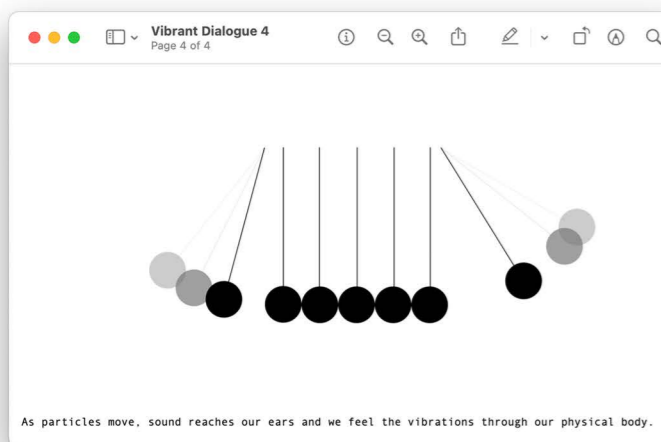 Vibrant Dialogue 4
Page 4 of 4
As particles move, sound reaches our ears and we feel the vibrations through our physical body.